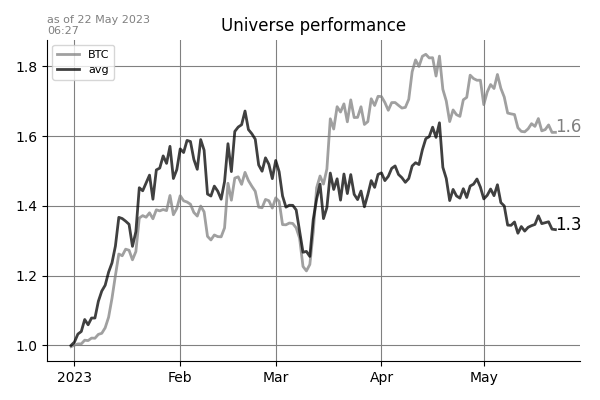 as of 22 May 2023
06:27
Universe performance
BTC
avg
1.8
1.6
1.4
1.2
1.0
1.6
1.3
2023
Feb
Mar
Apr
May